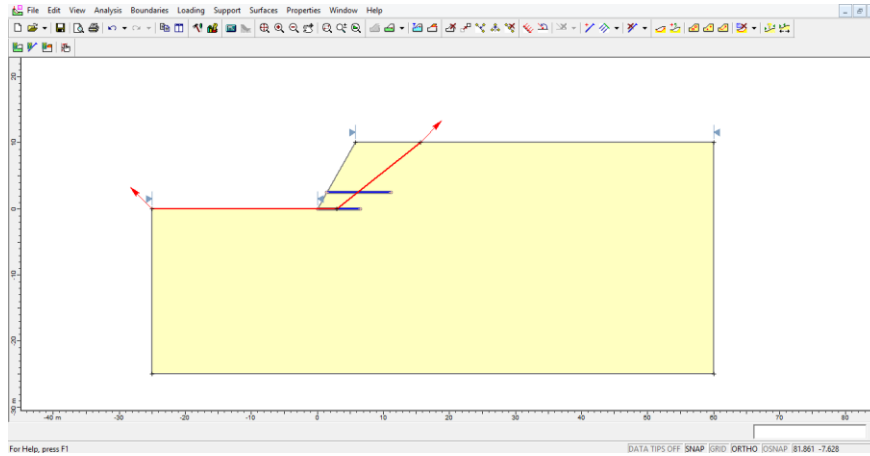 File Edit View Analysis Boundaries Loading Support Surfaces Properties Window Help
20
10
0
-10
-20
-30 m
-40 m -30 -20 -10 0 10 20 30 40 50 60 70 80
For Help, press F1 DATA TIPS OFF SNAP GRID ORTHO OSNAP 81.861 -7.628